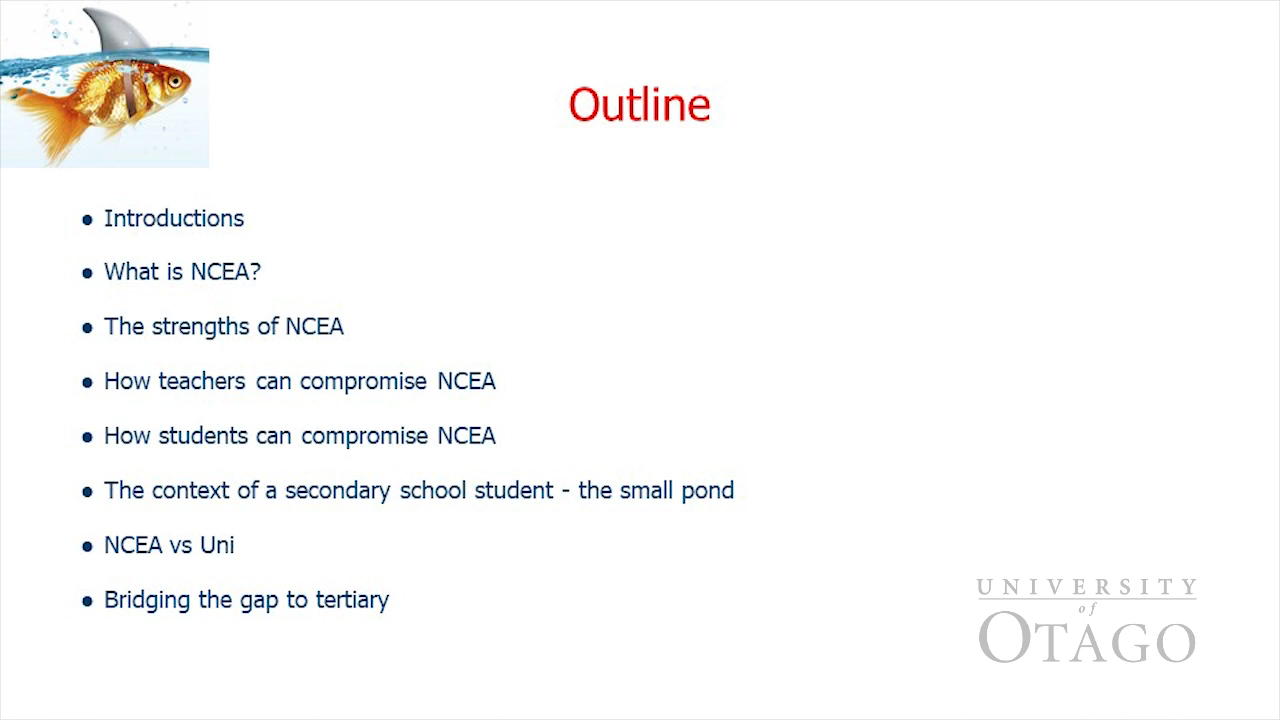 Outline
• Introductions
• What is NCEA?
• The strengths of NCEA
• How teachers can compromise NCEA
• How students can compromise NCEA
• The context of a secondary school student - the small pond
• NCEA vs Uni
• Bridging the gap to tertiary
UNIVERSITY
of
OTAGO